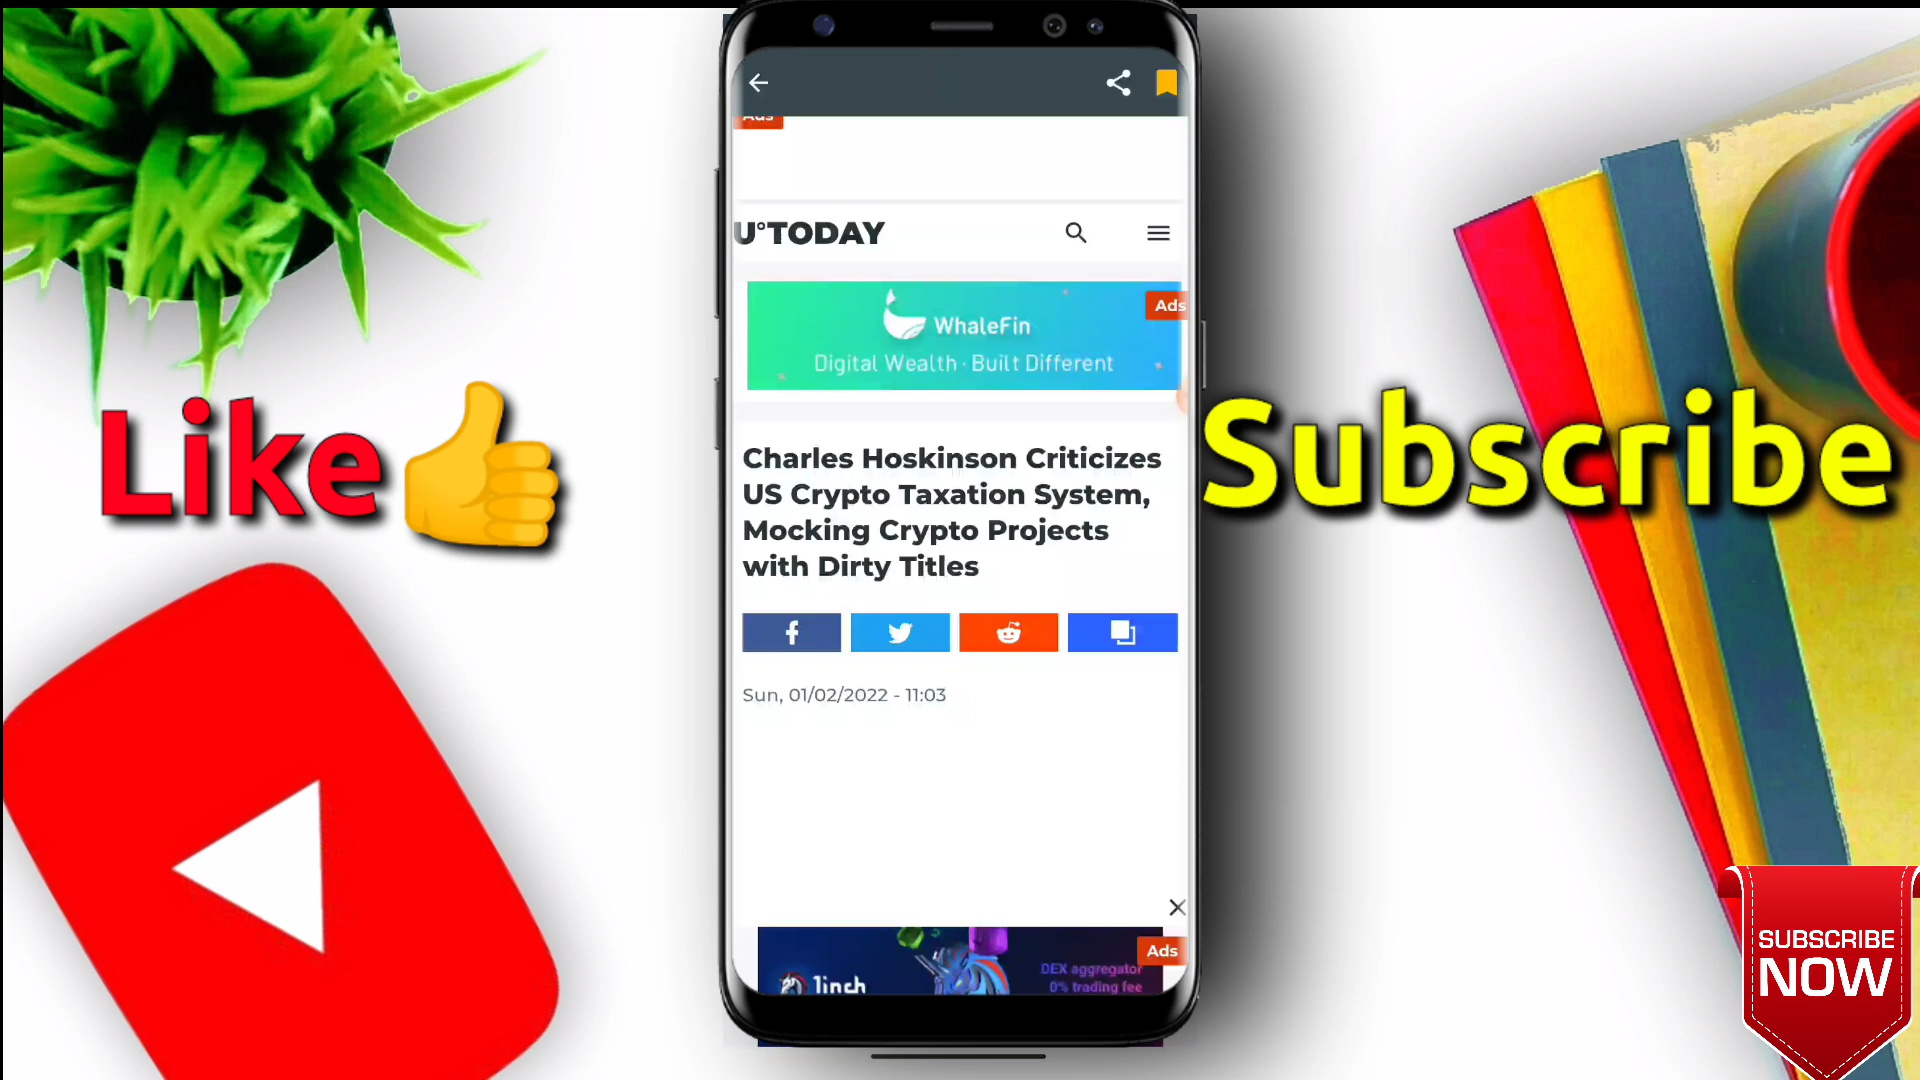 Ads
U°TODAY
WhaleFin
Ads
Digital Wealth · Built Different
Like
Subscribe
Charles Hoskinson Criticizes
US Crypto Taxation System,
Mocking Crypto Projects
with Dirty Titles
Sun, 01/02/2022 - 11:03
Ads
1inch
DEX aggregator
0% trading fee
SUBSCRIBE
NOW